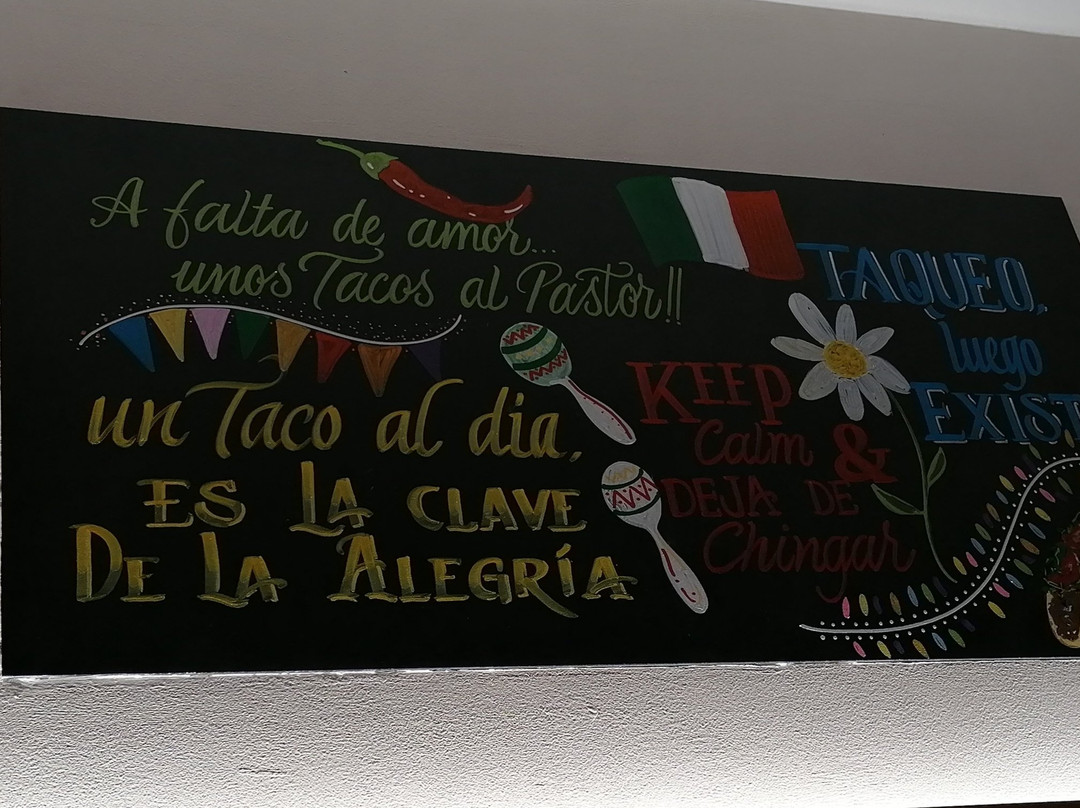 A falta de amor...
unos Tacos al Pastor!!
un Taco al dia,
ES LA CLAVE
DE LA ALEGRÍA
KEEP
Calm &
DEJA DE
Chingar
TAQUEO,
luego
EXIST